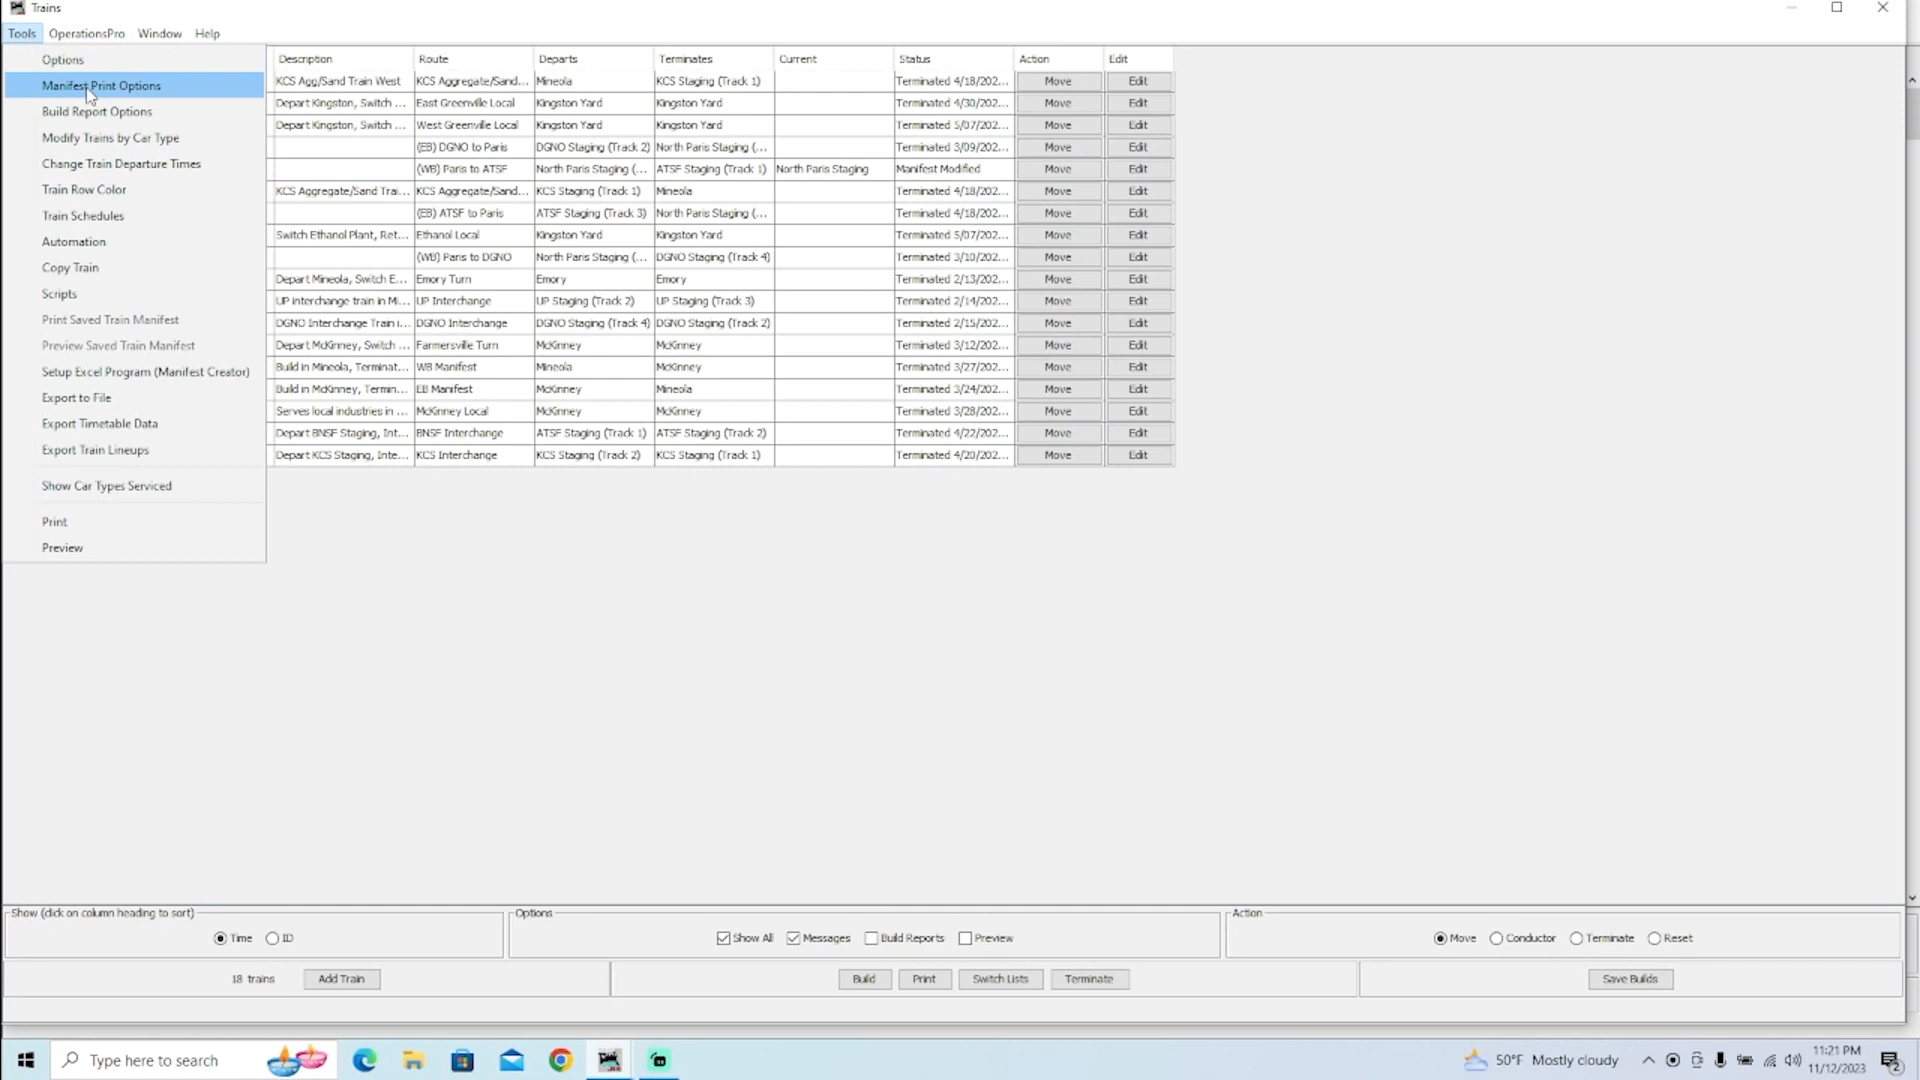 Trains
Tools OperationsPro Window Help
Options
Manifest Print Options
Build Report Options
Modify Trains by Car Type
Change Train Departure Times
Train Row Color
Train Schedules
Automation
Copy Train
Scripts
Print Saved Train Manifest
Preview Saved Train Manifest
Setup Excel Program (Manifest Creator)
Export to File
Export Timetable Data
Export Train Lineups
Show Car Types Serviced
Print
Preview
Description Route Departs Terminates Current Status Action Edit
KCS Agg/Sand Train West KCS Aggregate/Sand... Mineola KCS Staging (Track 1) Terminated 4/18/202... Move Edit
Depart Kingston, Switch ... East Greenville Local Kingston Yard Kingston Yard Terminated 4/30/202... Move Edit
Depart Kingston, Switch ... West Greenville Local Kingston Yard Kingston Yard Terminated 5/07/202... Move Edit
(EB) DGNO to Paris DGNO Staging (Track 2) North Paris Staging (... Terminated 3/09/202... Move Edit
(WB) Paris to ATSF North Paris Staging (... ATSF Staging (Track 1) North Paris Staging Manifest Modified Move Edit
KCS Aggregate/Sand Trai... KCS Aggregate/Sand... KCS Staging (Track 1) Mineola Terminated 4/18/202... Move Edit
(EB) ATSF to Paris ATSF Staging (Track 3) North Paris Staging (... Terminated 4/18/202... Move Edit
Switch Ethanol Plant, Ret... Ethanol Local Kingston Yard Kingston Yard Terminated 5/07/202... Move Edit
(WB) Paris to DGNO North Paris Staging (... DGNO Staging (Track 4) Terminated 3/10/202... Move Edit
Depart Mineola, Switch E... Emory Turn Emory Emory Terminated 2/13/202... Move Edit
UP interchange train in Mi... UP Interchange UP Staging (Track 2) UP Staging (Track 3) Terminated 2/14/202... Move Edit
DGNO Interchange Train i... DGNO Interchange DGNO Staging (Track 4) DGNO Staging (Track 2) Terminated 2/15/202... Move Edit
Depart McKinney, Switch ... Farmersville Turn McKinney McKinney Terminated 3/12/202... Move Edit
Build in Mineola, Terminat... WB Manifest Mineola McKinney Terminated 3/27/202... Move Edit
Build in McKinney, Termin... EB Manifest McKinney Mineola Terminated 3/24/202... Move Edit
Serves local industries in ... McKinney Local McKinney McKinney Terminated 3/28/202... Move Edit
Depart BNSF Staging, Int... BNSF Interchange ATSF Staging (Track 1) ATSF Staging (Track 2) Terminated 4/22/202... Move Edit
Depart KCS Staging, Inte... KCS Interchange KCS Staging (Track 2) KCS Staging (Track 1) Terminated 4/20/202... Move Edit
Show (click on column heading to sort) Options Action
Time ID Show All Messages Build Reports Preview Move Conductor Terminate Reset
18 trains Add Train Build Print Switch Lists Terminate Save Builds
Type here to search 50°F Mostly cloudy 11:21 PM
11/12/2023 2